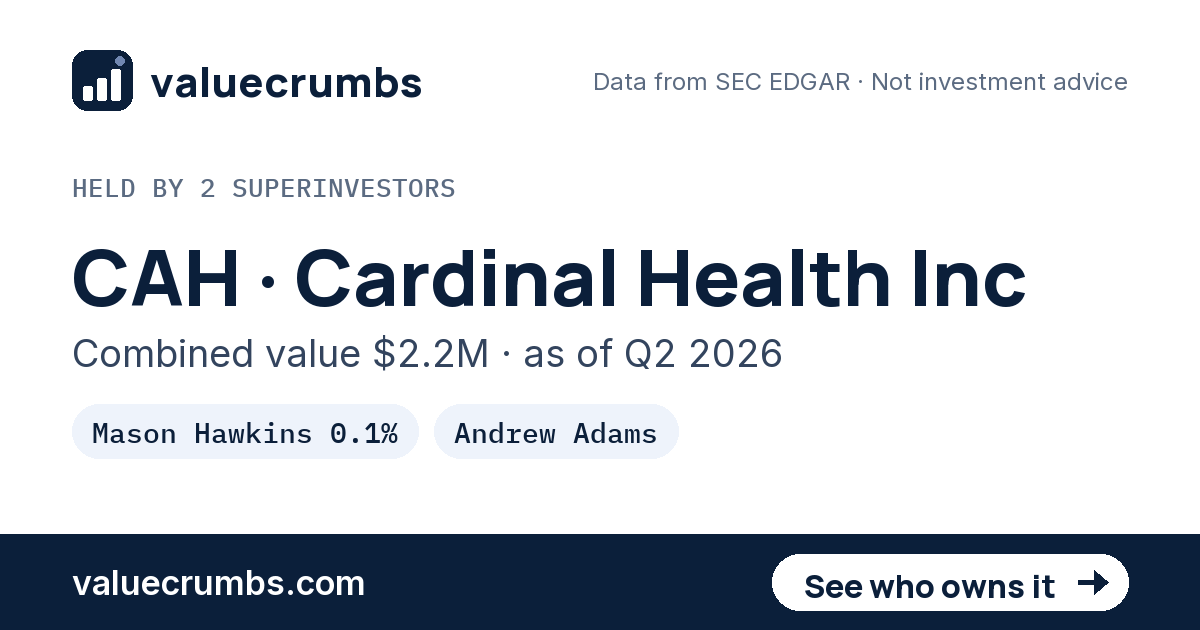 valuecrumbs
Data from SEC EDGAR · Not investment advice
HELD BY 2 SUPERINVESTORS
CAH · Cardinal Health Inc
Combined value $2.2M · as of Q2 2026
Mason Hawkins 0.1%
Andrew Adams
valuecrumbs.com
See who owns it →